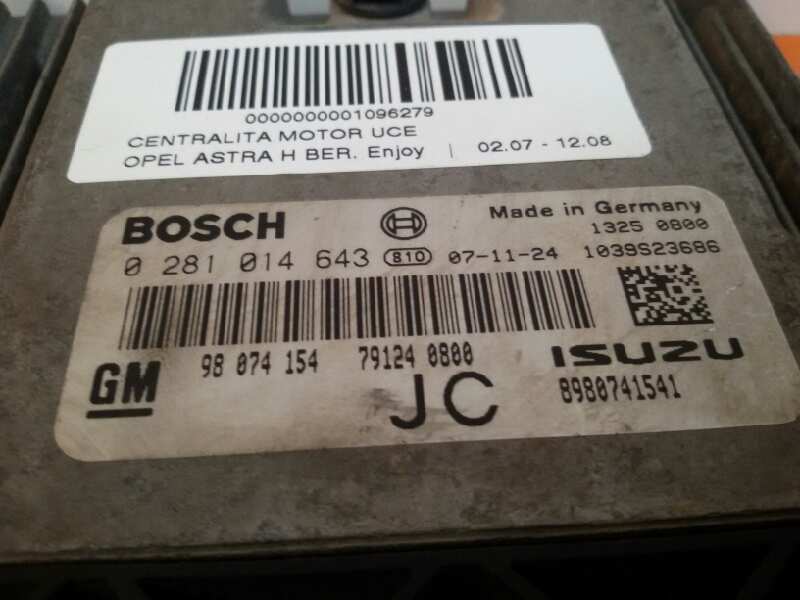 0000000001096279
CENTRALITA MOTOR UCE
OPEL ASTRA H BER. Enjoy | 02.07 - 12.08
BOSCH Made in Germany
1325 0800
0 281 014 643 810 07-11-24 1039S23686
GM 98 074 154 79124 0800 ISUZU
JC 8980741541